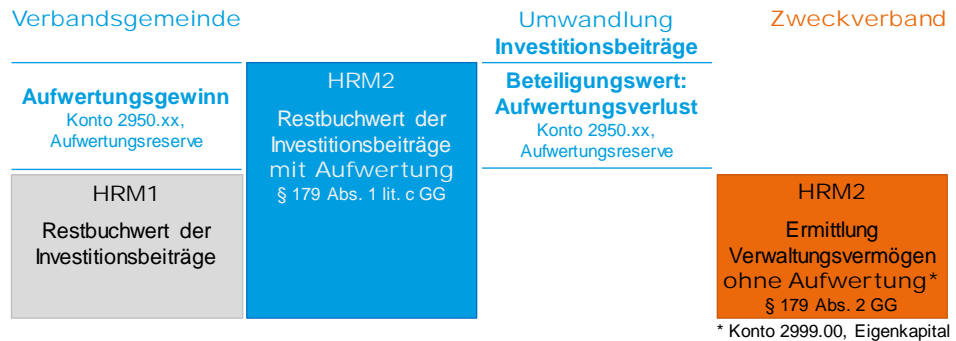 Verbandsgemeinde
Umwandlung
Investitionsbeiträge
Zweckverband
Aufwertungsgewinn
Konto 2950.xx,
Aufwertungsreserve
HRM2
Restbuchwert der
Investitionsbeiträge
mit Aufwertung
§ 179 Abs. 1 lit. c GG
Beteiligungswert:
Aufwertungsverlust
Konto 2950.xx,
Aufwertungsreserve
HRM1
Restbuchwert der
Investitionsbeiträge
HRM2
Ermittlung
Verwaltungsvermögen
ohne Aufwertung*
§ 179 Abs. 2 GG
* Konto 2999.00, Eigenkapital